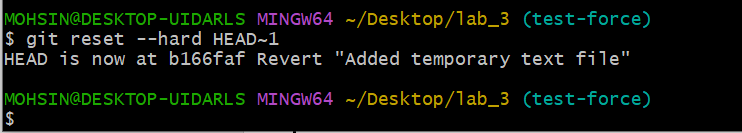 MOHSIN@DESKTOP-UIDARLS MINGW64 ~/Desktop/lab_3 (test-force)
$ git reset --hard HEAD~1
HEAD is now at b166faf Revert "Added temporary text file"
MOHSIN@DESKTOP-UIDARLS MINGW64 ~/Desktop/lab_3 (test-force)
$